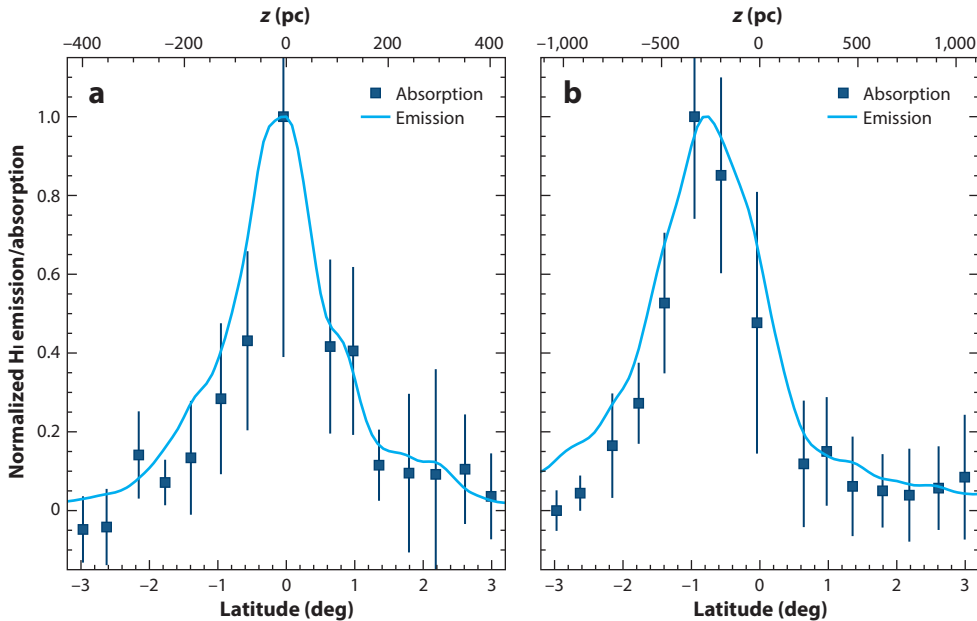 z (pc)
−400 −200 0 200 400
a
Absorption
Emission
Normalized HI emission/absorption
1.0
0.8
0.6
0.4
0.2
0
−3 −2 −1 0 1 2 3
Latitude (deg)
z (pc)
−1,000 −500 0 500 1,000
b
Absorption
Emission
−3 −2 −1 0 1 2 3
Latitude (deg)